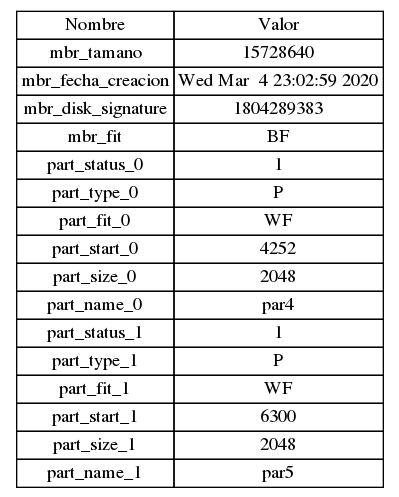 Nombre Valor
mbr_tamano 15728640
mbr_fecha_creacion Wed Mar 4 23:02:59 2020
mbr_disk_signature 1804289383
mbr_fit BF
part_status_0 1
part_type_0 P
part_fit_0 WF
part_start_0 4252
part_size_0 2048
part_name_0 par4
part_status_1 1
part_type_1 P
part_fit_1 WF
part_start_1 6300
part_size_1 2048
part_name_1 par5